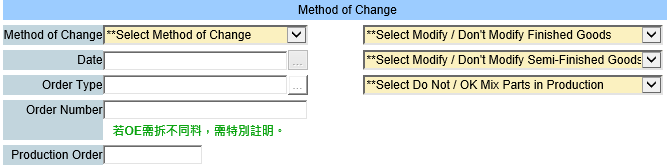 Method of Change
Method of Change **Select Method of Change **Select Modify / Don't Modify Finished Goods
Date ... **Select Modify / Don't Modify Semi-Finished Goods
Order Type ... **Select Do Not / OK Mix Parts in Production
Order Number
若OE需拆不同料，需特別註明。
Production Order